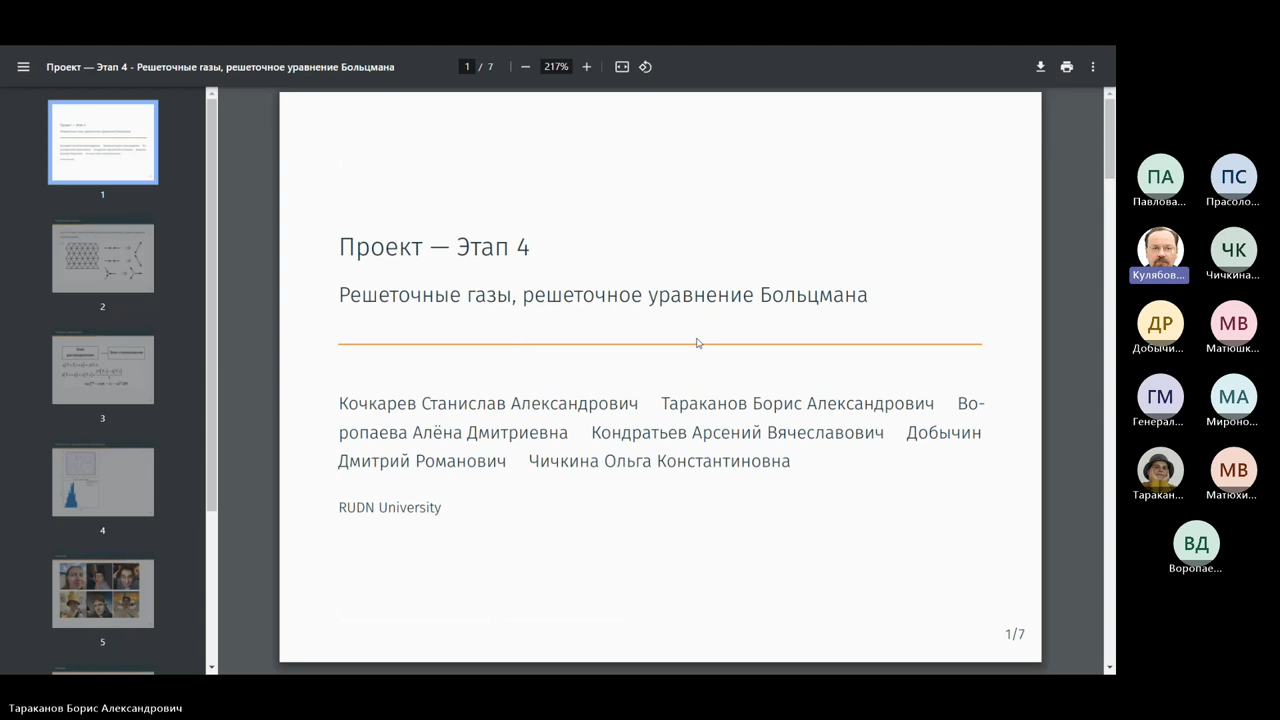 Проект — Этап 4 - Решеточные газы, решеточное уравнение Больцмана
1 / 7
217%
1
2
3
4
5
Проект — Этап 4
Решеточные газы, решеточное уравнение Больцмана
Кочкарев Станислав Александрович Тараканов Борис Александрович Во-
ропаева Алёна Дмитриевна Кондратьев Арсений Вячеславович Добычин
Дмитрий Романович Чичкина Ольга Константиновна
RUDN University
1/7
ПА ПС
Павлова... Прасоло...
ЧК
Кулябов... Чичкина...
ДР МВ
Добычи... Матюшк...
ГМ МА
Генерал... Мироно...
МВ
Таракан... Матюхи...
ВД
Воропае...
Тараканов Борис Александрович